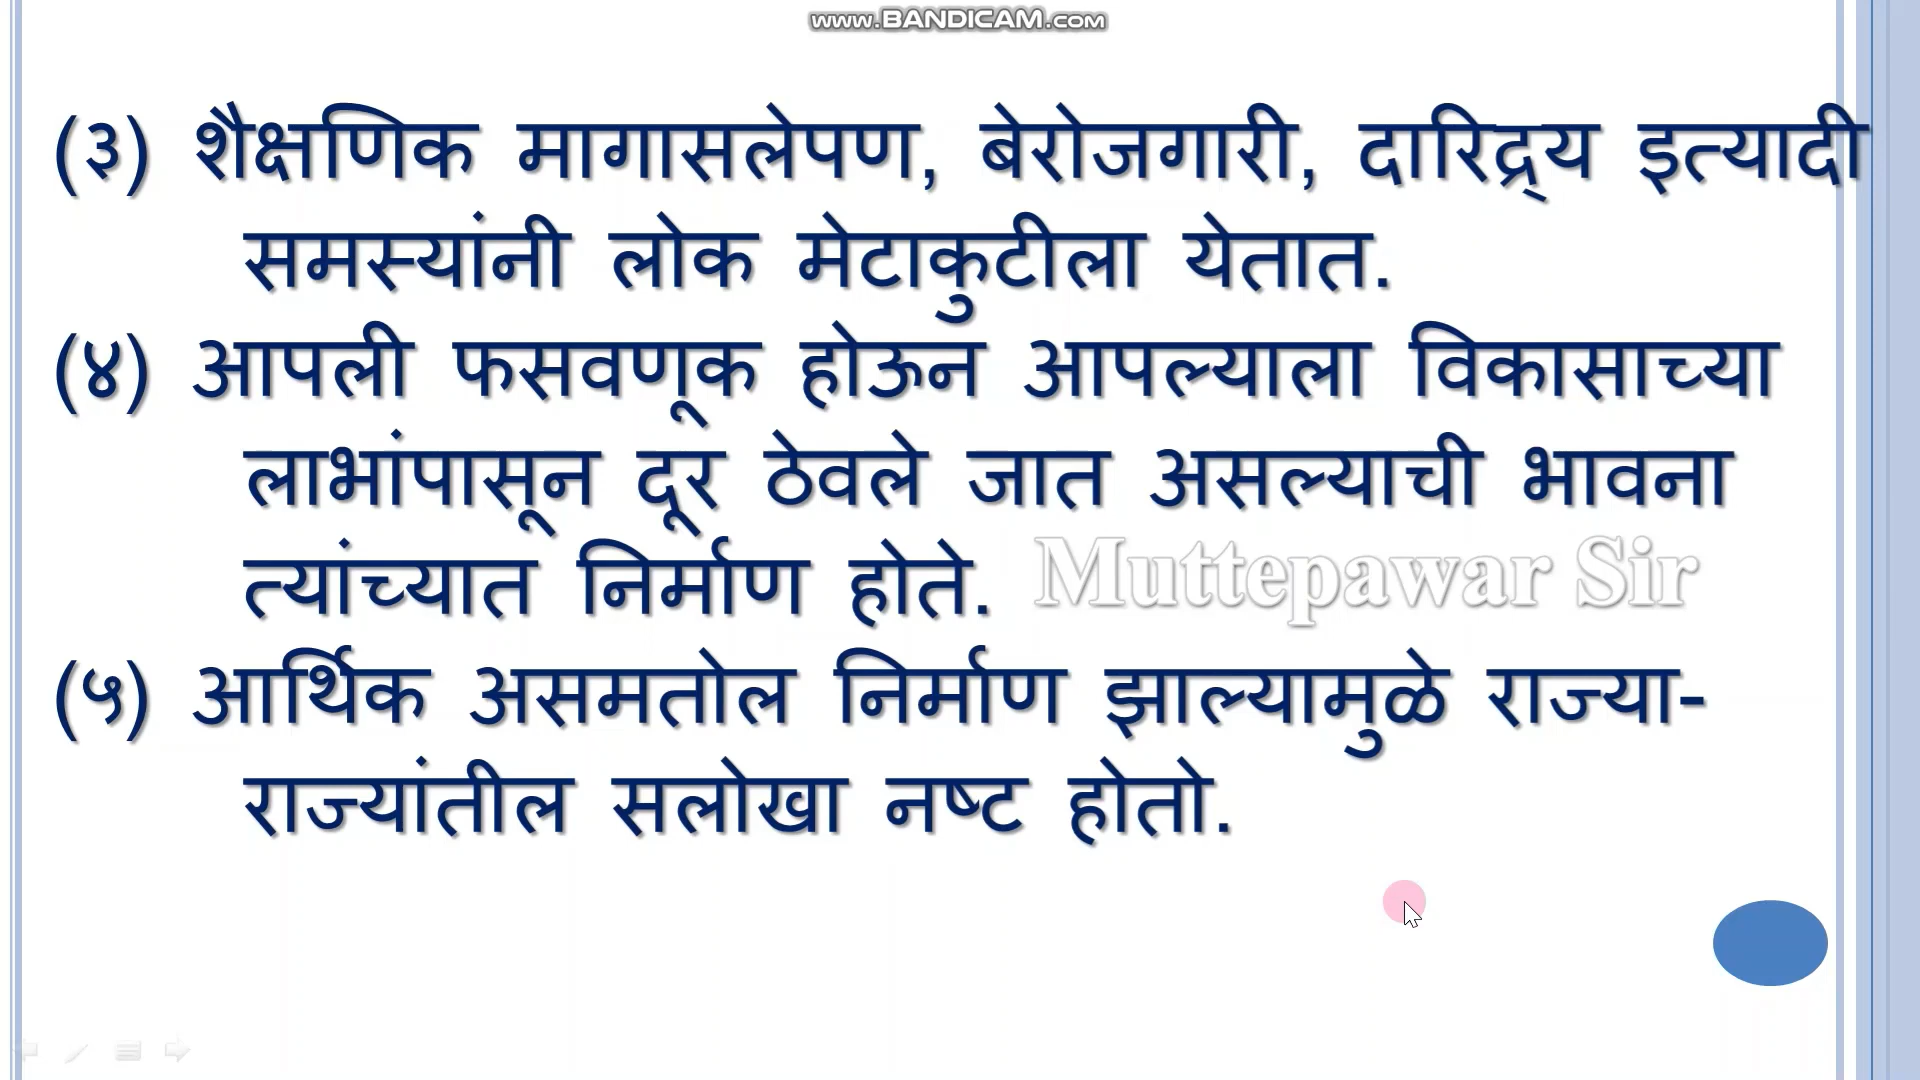 www.BANDICAM.com
(३) शैक्षणिक मागासलेपण, बेरोजगारी, दारिद्र्य इत्यादी
समस्यांनी लोक मेटाकुटीला येतात.
(४) आपली फसवणूक होऊन आपल्याला विकासाच्या
लाभांपासून दूर ठेवले जात असल्याची भावना
त्यांच्यात निर्माण होते. Muttepawar Sir
(५) आर्थिक असमतोल निर्माण झाल्यामुळे राज्या-
राज्यांतील सलोखा नष्ट होतो.